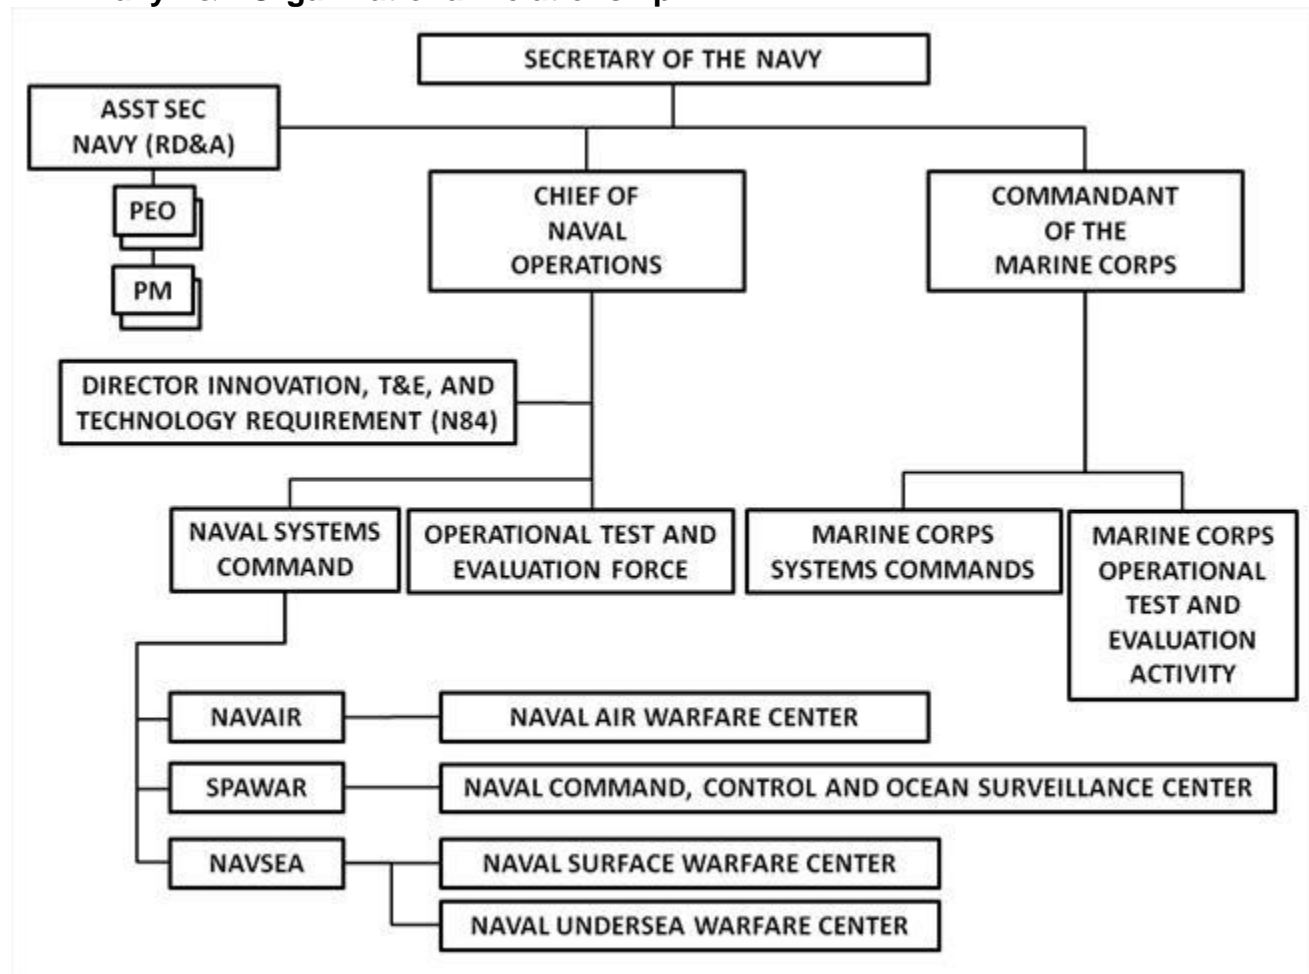 SECRETARY OF THE NAVY
ASST SEC
NAVY (RD&A)
PEO
PM
CHIEF OF
NAVAL
OPERATIONS
COMMANDANT
OF THE
MARINE CORPS
DIRECTOR INNOVATION, T&E, AND
TECHNOLOGY REQUIREMENT (N84)
NAVAL SYSTEMS
COMMAND
OPERATIONAL TEST AND
EVALUATION FORCE
MARINE CORPS
SYSTEMS COMMANDS
MARINE CORPS
OPERATIONAL
TEST AND
EVALUATION
ACTIVITY
NAVAIR
NAVAL AIR WARFARE CENTER
SPAWAR
NAVAL COMMAND, CONTROL AND OCEAN SURVEILLANCE CENTER
NAVSEA
NAVAL SURFACE WARFARE CENTER
NAVAL UNDERSEA WARFARE CENTER